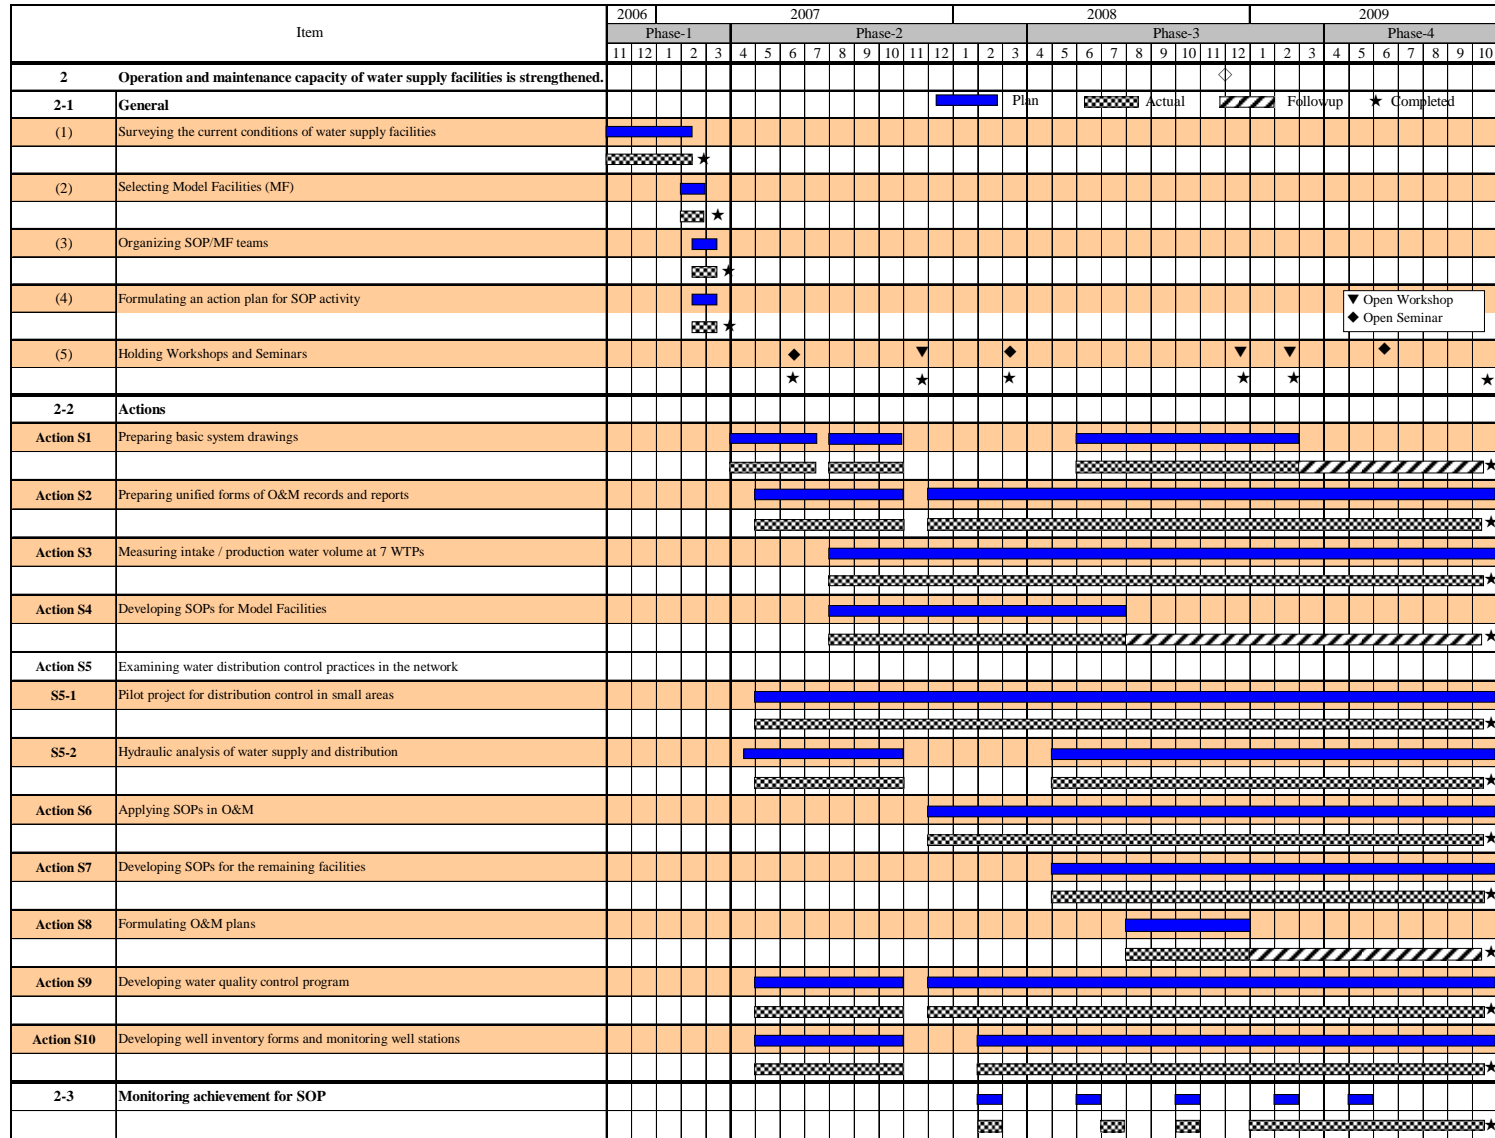 2006 2007 2008 2009
Item
Phase-1 Phase-2 Phase-3 Phase-4
11 12 1 2 3 4 5 6 7 8 9 10 11 12 1 2 3 4 5 6 7 8 9 10 11 12 1 2 3 4 5 6 7 8 9 10
2 Operation and maintenance capacity of water supply facilities is strengthened.
2-1 General Plan Actual Followup Completed
(1) Surveying the current conditions of water supply facilities
(2) Selecting Model Facilities (MF)
(3) Organizing SOP/MF teams
(4) Formulating an action plan for SOP activity
Open Workshop
Open Seminar
(5) Holding Workshops and Seminars
2-2 Actions
Action S1 Preparing basic system drawings
Action S2 Preparing unified forms of O&M records and reports
Action S3 Measuring intake / production water volume at 7 WTPs
Action S4 Developing SOPs for Model Facilities
Action S5 Examining water distribution control practices in the network
S5-1 Pilot project for distribution control in small areas
S5-2 Hydraulic analysis of water supply and distribution
Action S6 Applying SOPs in O&M
Action S7 Developing SOPs for the remaining facilities
Action S8 Formulating O&M plans
Action S9 Developing water quality control program
Action S10 Developing well inventory forms and monitoring well stations
2-3 Monitoring achievement for SOP